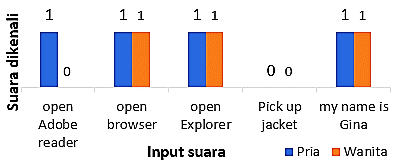 Suara dikenali
1 0 1 1 1 1 0 0 1 1
open Adobe reader
open browser
open Explorer
Pick up jacket
my name is Gina
Input suara
Pria Wanita